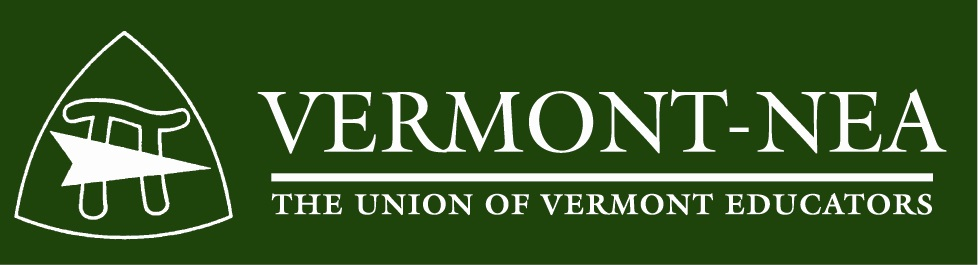 VERMONT-NEA
THE UNION OF VERMONT EDUCATORS